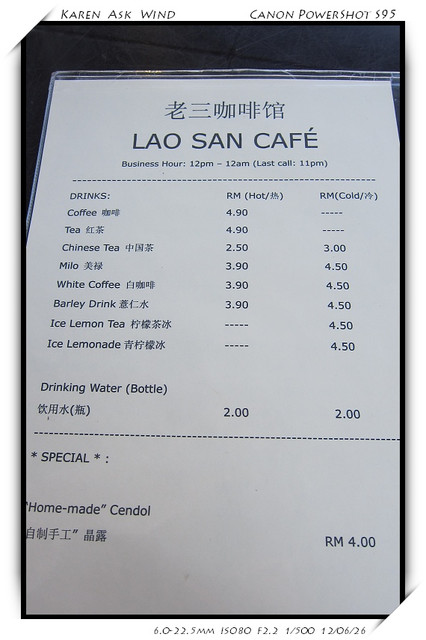 KAREN ASK WIND CANON POWERSHOT S95
老三咖啡馆
LAO SAN CAFÉ
Business Hour: 12pm – 12am (Last call: 11pm)
DRINKS: RM (Hot/热) RM(Cold/冷)
Coffee 咖啡 4.90 -----
Tea 红茶 4.90 -----
Chinese Tea 中国茶 2.50 3.00
Milo 美禄 3.90 4.50
White Coffee 白咖啡 3.90 4.50
Barley Drink 薏仁水 3.90 4.50
Ice Lemon Tea 柠檬茶冰 ----- 4.50
Ice Lemonade 青柠檬冰 ----- 4.50
Drinking Water (Bottle)
饮用水(瓶) 2.00 2.00
* SPECIAL * :
"Home-made” Cendol
自制手工” 晶露
RM 4.00
6.0-22.5MM ISO80 F2.2 1/500 12/06/26